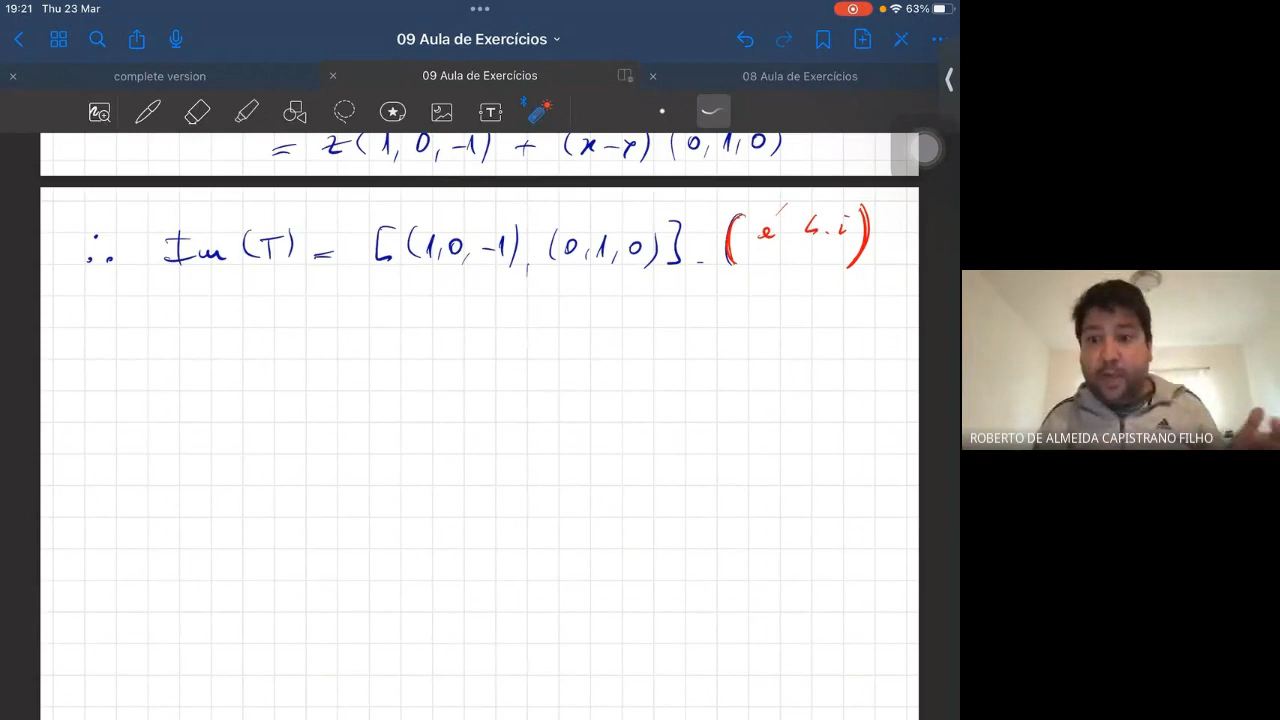 19:21 Thu 23 Mar
63%
09 Aula de Exercícios
complete version
09 Aula de Exercícios
08 Aula de Exercícios
= z(1, 0, -1) + (x-y) (0, 1, 0)
∴ Im (T) = [(1,0,-1), (0,1,0)]. (é L.i)
ROBERTO DE ALMEIDA CAPISTRANO FILHO